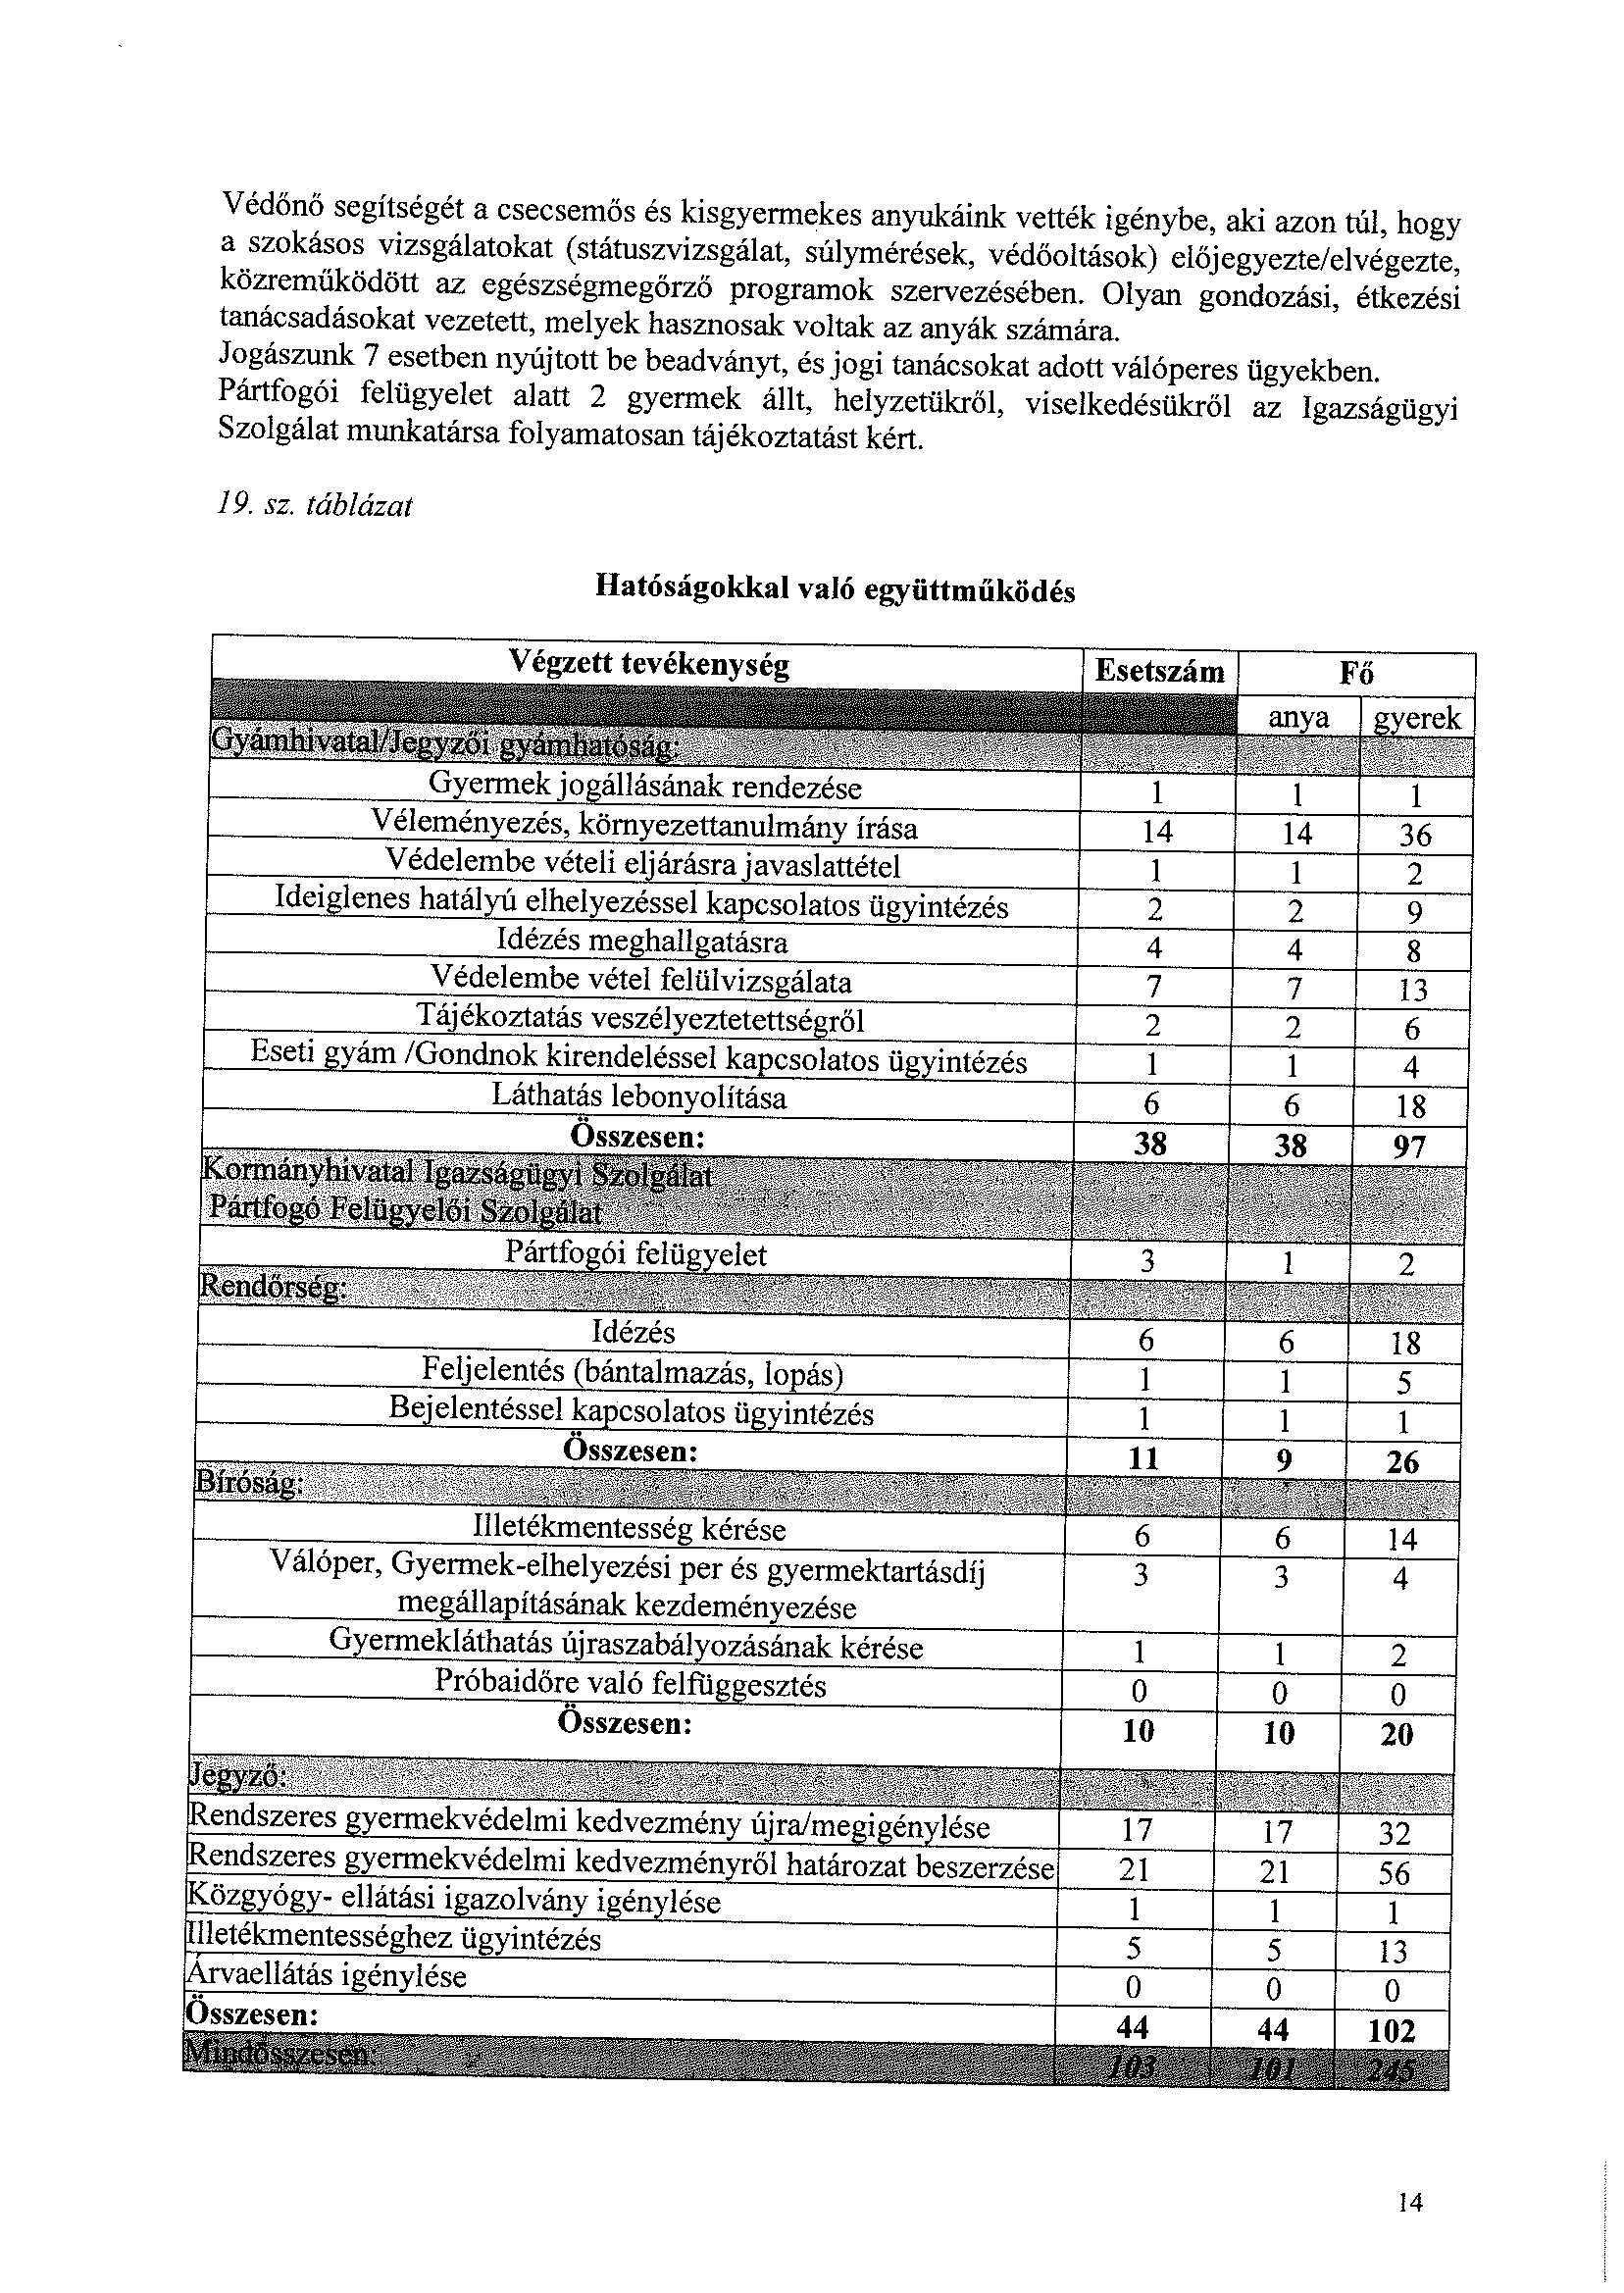 Védőnő segítségét a csecsemős és kisgyermekes anyukáink vették igénybe, aki azon túl, hogy
a szokásos vizsgálatokat (státuszvizsgálat, súlymérések, védőoltások) előjegyezte/elvégezte,
közreműködött az egészségmegőrző programok szervezésében. Olyan gondozási, étkezési
tanácsadásokat vezetett, melyek hasznosak voltak az anyák számára.
Jogászunk 7 esetben nyújtott be beadványt, és jogi tanácsokat adott válóperes ügyekben.
Pártfogói felügyelet alatt 2 gyermek állt, helyzetükről, viselkedésükről az Igazságügyi
Szolgálat munkatársa folyamatosan tájékoztatást kért.
19. sz. táblázat
Hatóságokkal való együttműködés
Végzett tevékenység Esetszám Fő
anya gyerek
Gyámhivatal/Jegyzői gyámhatóság:
Gyermek jogállásának rendezése 1 1 1
Véleményezés, környezettanulmány írása 14 14 36
Védelembe vételi eljárásra javaslattétel 1 1 2
Ideiglenes hatályú elhelyezéssel kapcsolatos ügyintézés 2 2 9
Idézés meghallgatásra 4 4 8
Védelembe vétel felülvizsgálata 7 7 13
Tájékoztatás veszélyeztetettségről 2 2 6
Eseti gyám /Gondnok kirendeléssel kapcsolatos ügyintézés 1 1 4
Láthatás lebonyolítása 6 6 18
Összesen: 38 38 97
Kormányhivatal Igazságügyi Szolgálat
Pártfogó Felügyelői Szolgálat
Pártfogói felügyelet 3 1 2
Rendőrség:
Idézés 6 6 18
Feljelentés (bántalmazás, lopás) 1 1 5
Bejelentéssel kapcsolatos ügyintézés 1 1 1
Összesen: 11 9 26
Bíróság:
Illetékmentesség kérése 6 6 14
Válóper, Gyermek-elhelyezési per és gyermektartásdíj 3 3 4
megállapításának kezdeményezése
Gyermekláthatás újraszabályozásának kérése 1 1 2
Próbaidőre való felfüggesztés 0 0 0
Összesen: 10 10 20
Jegyző:
Rendszeres gyermekvédelmi kedvezmény újra/megigénylése 17 17 32
Rendszeres gyermekvédelmi kedvezményről határozat beszerzése 21 21 56
Közgyógy- ellátási igazolvány igénylése 1 1 1
Illetékmentességhez ügyintézés 5 5 13
Árvaellátás igénylése 0 0 0
Összesen: 44 44 102
Mindösszesen: 103 101 245
14